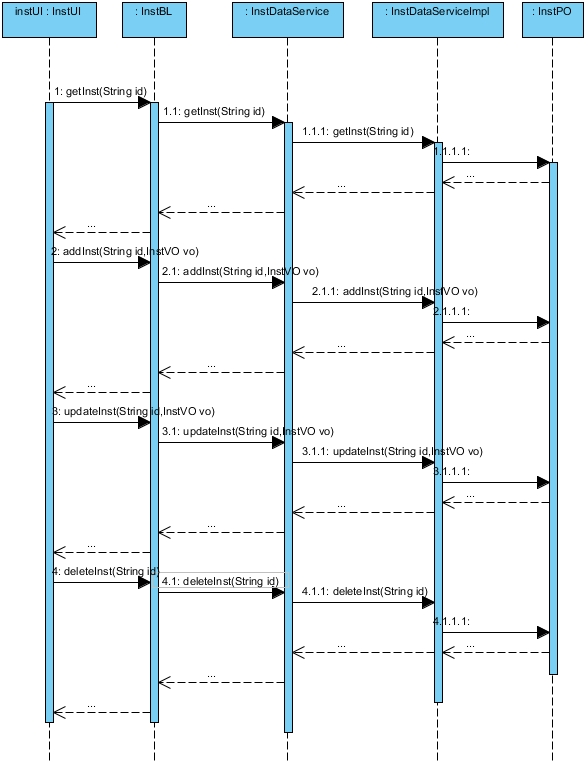 instUI : InstUI
: InstBL
: InstDataService
: InstDataServiceImpl
: InstPO
1: getInst(String id)
1.1: getInst(String id)
1.1.1: getInst(String id)
1.1.1.1:
...
...
...
...
2: addInst(String id,InstVO vo)
2.1: addInst(String id,InstVO vo)
2.1.1: addInst(String id,InstVO vo)
2.1.1.1:
...
...
...
...
3: updateInst(String id,InstVO vo)
3.1: updateInst(String id,InstVO vo)
3.1.1: updateInst(String id,InstVO vo)
3.1.1.1:
...
...
...
...
4: deleteInst(String id)
4.1: deleteInst(String id)
4.1.1: deleteInst(String id)
4.1.1.1:
...
...
...
...